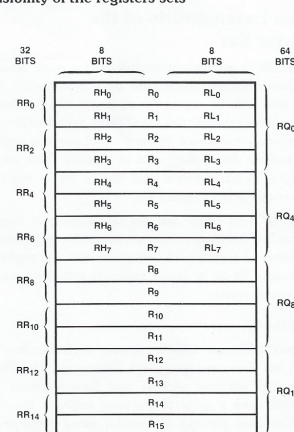 of the registers sets
32 8 8 64
BITS BITS BITS BITS
RH0 R0 RL0
RR0
RH1 R1 RL1
RQ0
RH2 R2 RL2
RR2
RH3 R3 RL3
RH4 R4 RL4
RR4
RH5 R5 RL5
RQ4
RH6 R6 RL6
RR6
RH7 R7 RL7
R8
RR8
R9
RQ8
R10
RR10
R11
R12
RR12
R13
RQ1
R14
RR14
R15